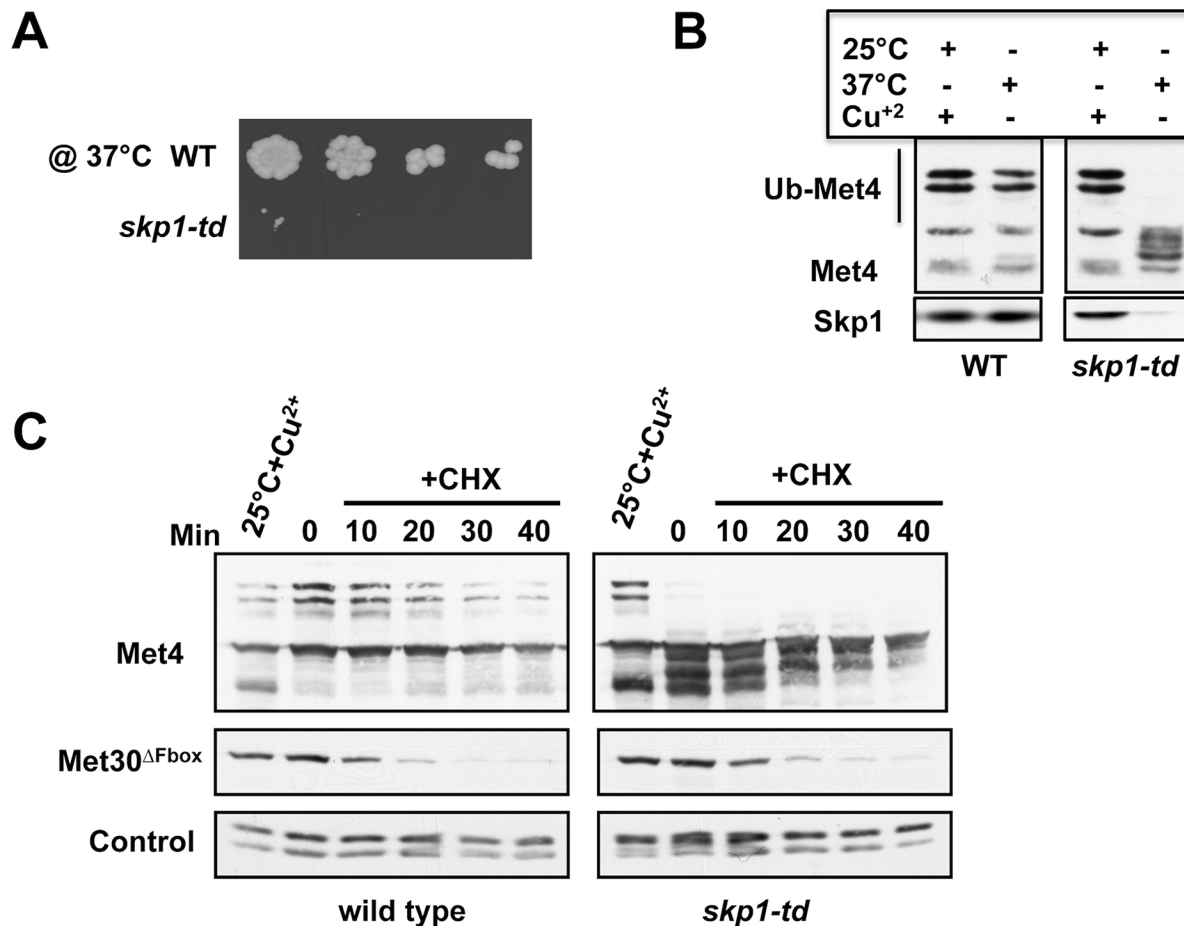 A
@ 37°C WT
skp1-td
B
25°C + - + -
37°C - + - +
Cu+2 + - + -
Ub-Met4
Met4
Skp1
WT skp1-td
C
25°C+Cu2+ 25°C+Cu2+
+CHX +CHX
Min 0 10 20 30 40 0 10 20 30 40
Met4
Met30ΔFbox
Control
wild type skp1-td